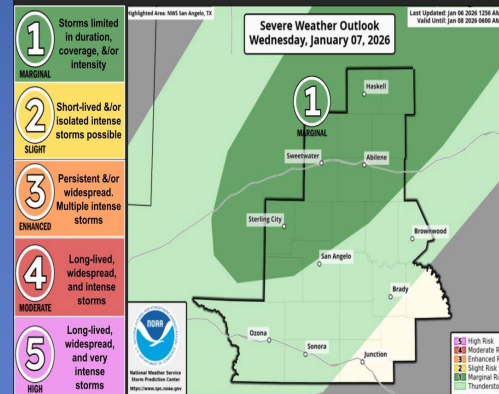 1
MARGINAL
Storms limited
in duration,
coverage, &/or
intensity
2
SLIGHT
Short-lived &/or
isolated intense
storms possible
3
ENHANCED
Persistent &/or
widespread.
Multiple intense
storms
4
MODERATE
Long-lived,
widespread,
and intense
storms
5
HIGH
Long-lived,
widespread,
and very
intense
storms
Highlighted Area: NWS San Angelo, TX
Severe Weather Outlook
Wednesday, January 07, 2026
Last Updated: Jan 06 2026 1256 AM
Valid Until: Jan 08 2026 0600 AM
1
MARGINAL
Haskell
Sweetwater
Abilene
Sterling City
Brownwood
San Angelo
Brady
Ozona
Sonora
Junction
NOAA
National Weather Service
Storm Prediction Center
https://www.spc.noaa.gov
5 High Risk
4 Moderate R
3 Enhanced R
2 Slight Risk
1 Marginal Ri
Thundersto